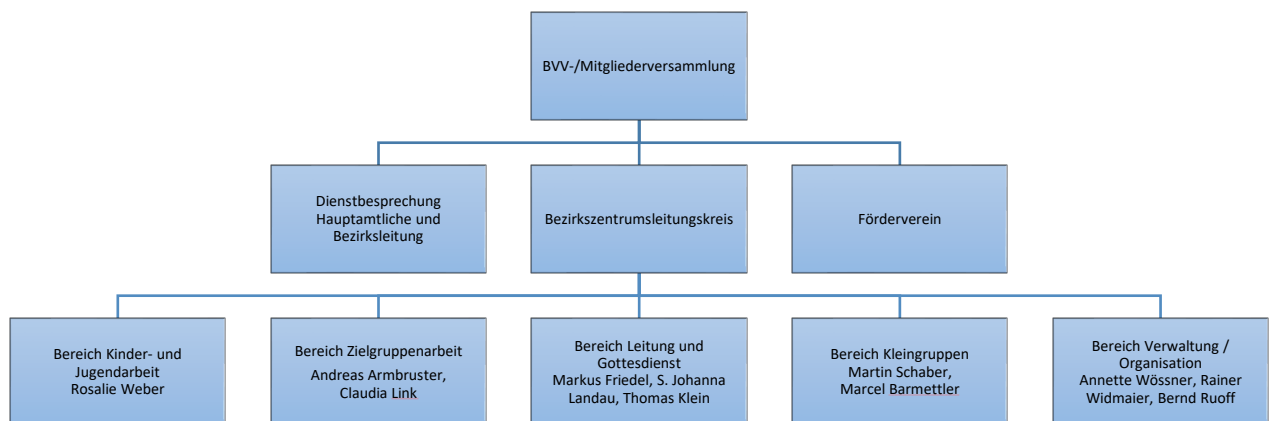 BVV-/Mitgliederversammlung
Dienstbesprechung
Hauptamtliche und
Bezirksleitung
Bezirkszentrumsleitungskreis
Förderverein
Bereich Kinder- und
Jugendarbeit
Rosalie Weber
Bereich Zielgruppenarbeit
Andreas Armbruster,
Claudia Link
Bereich Leitung und
Gottesdienst
Markus Friedel, S. Johanna
Landau, Thomas Klein
Bereich Kleingruppen
Martin Schaber,
Marcel Barmettler
Bereich Verwaltung /
Organisation
Annette Wössner, Rainer
Widmaier, Bernd Ruoff